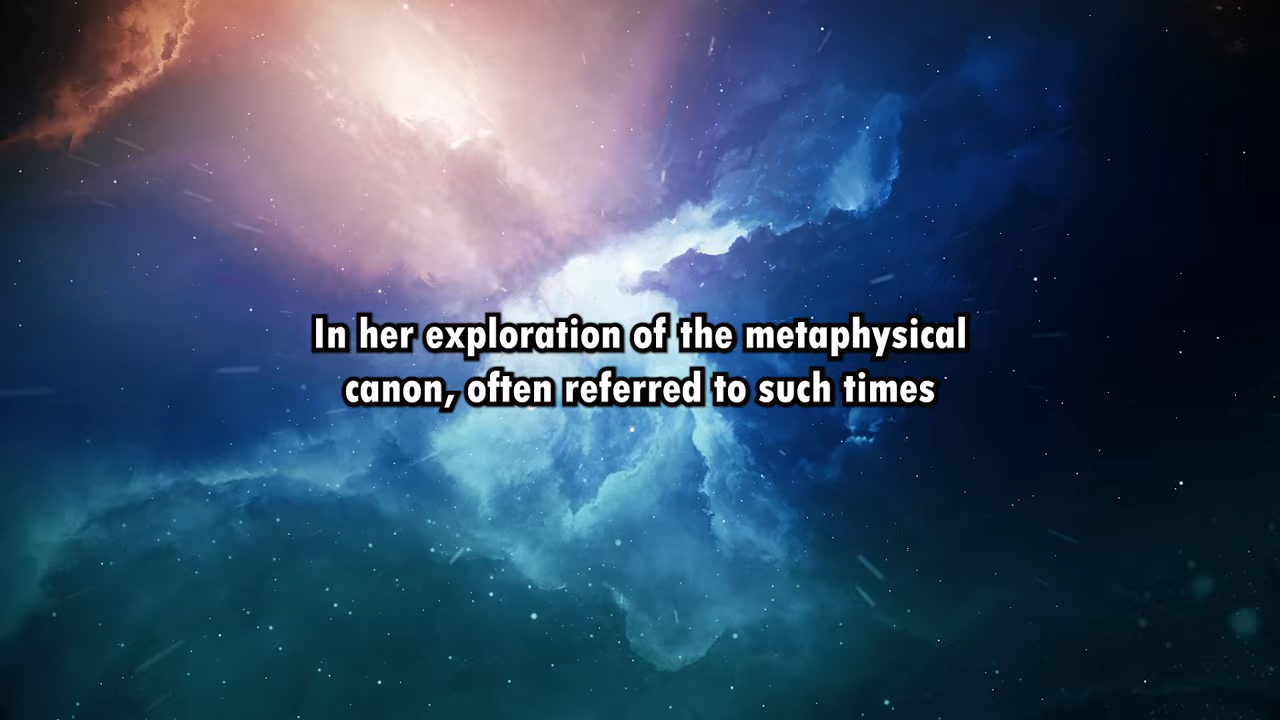 In her exploration of the metaphysical
canon, often referred to such times